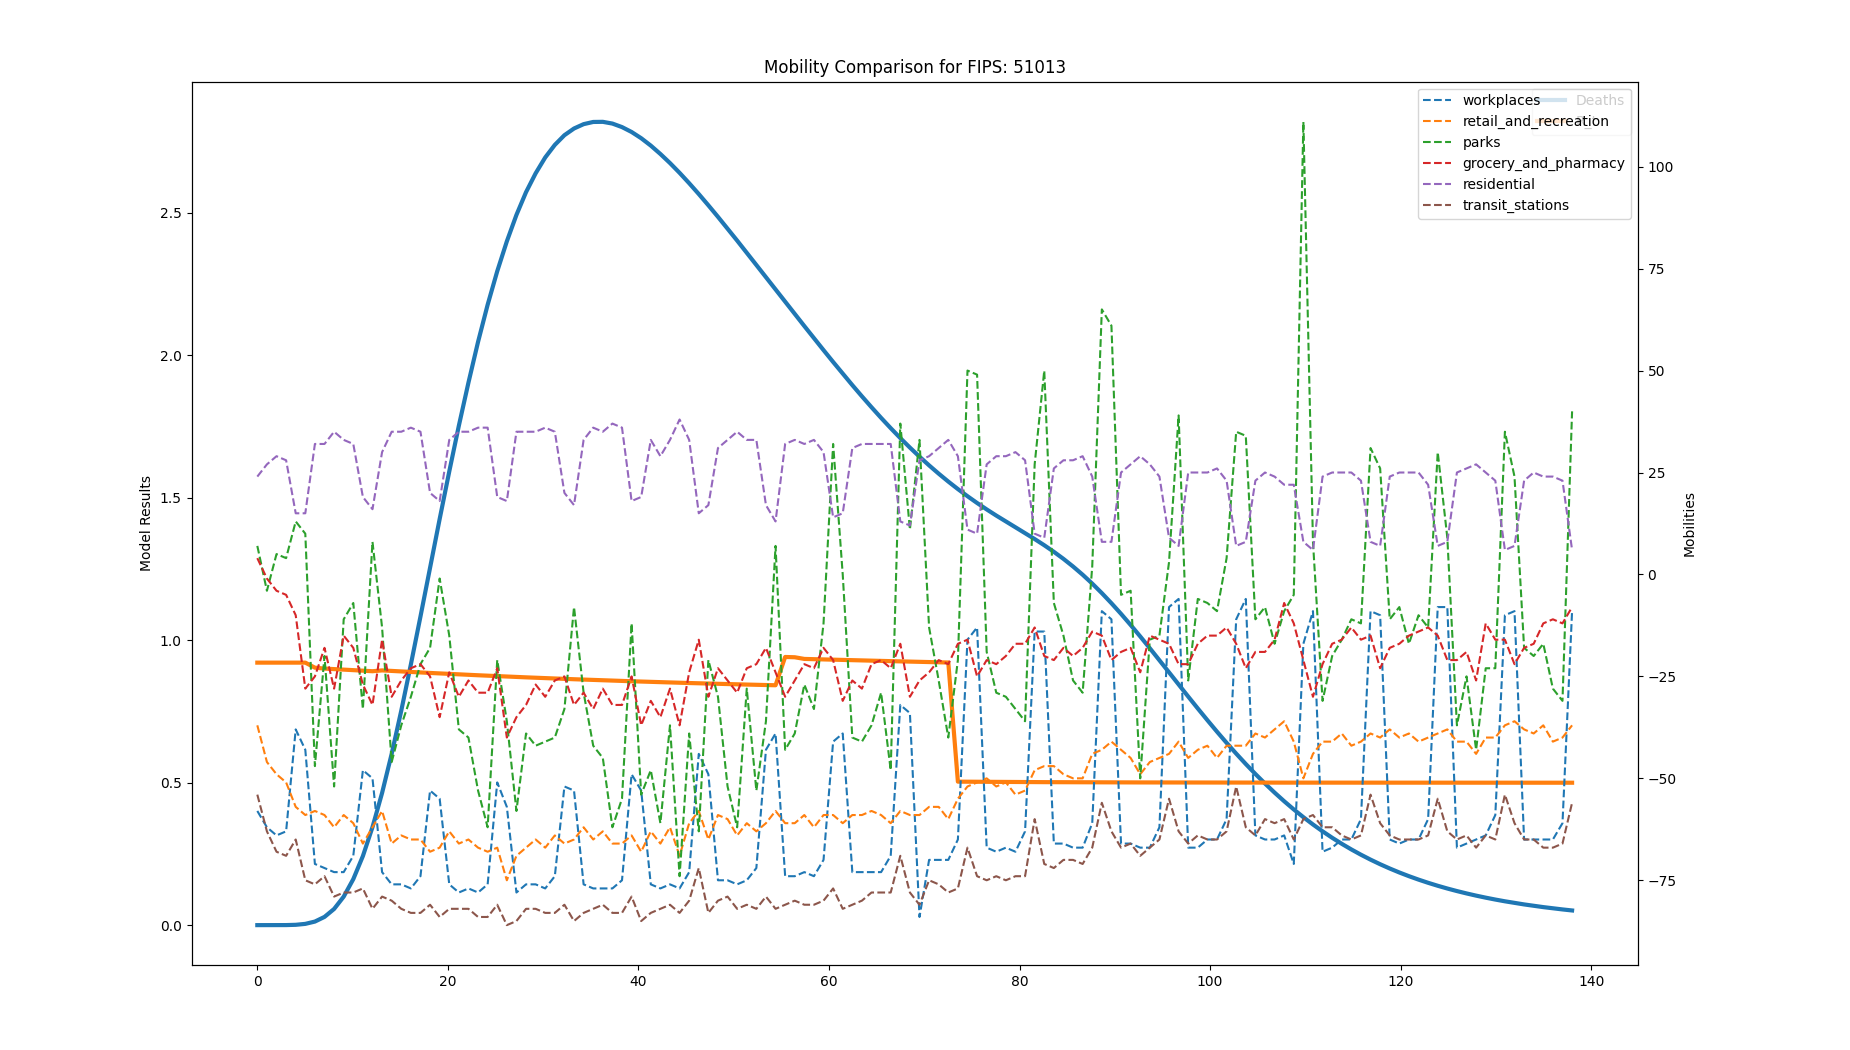 Mobility Comparison for FIPS: 51013
workplaces
Deaths
retail_and_recreation
parks
grocery_and_pharmacy
residential
transit_stations
2.5
2.0
1.5
1.0
0.5
0.0
Model Results
100
75
50
25
0
−25
−50
−75
Mobilities
0
20
40
60
80
100
120
140